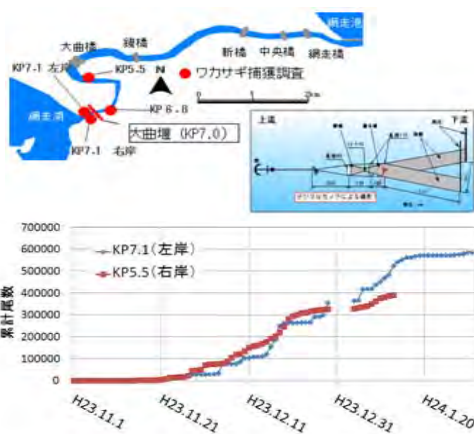 網走港
大曲橋
鏡橋
新橋 中央橋 網走橋
KP7.1 左岸
KP5.5
N
ワカサギ捕獲調査
KP6.8
網走湖
0 1 2km
大曲堰 (KP7.0)
KP7.1 右岸
上流
下流
700000
600000
500000
400000
300000
200000
100000
0
累計尾数
KP7.1(左岸)
KP5.5(右岸)
H23.11.1
H23.11.21
H23.12.11
H23.12.31
H24.1.20